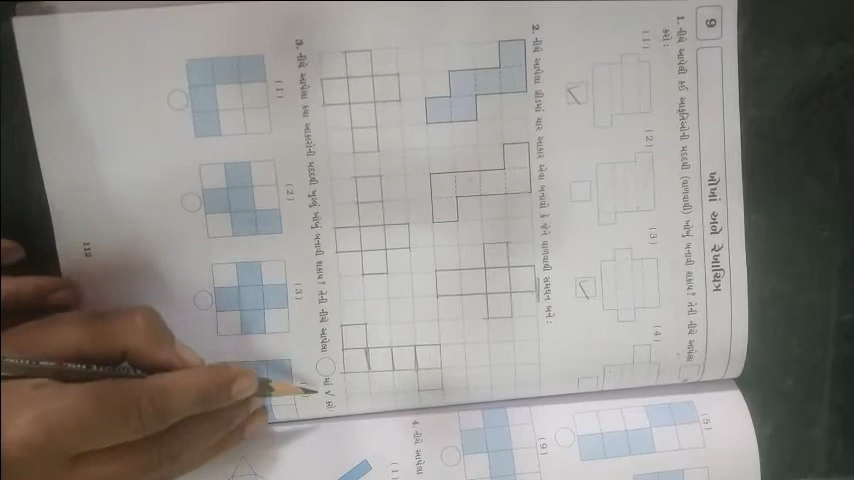 9
બોખાં અને રેખાચિત્ર
1. નીચે આપેલી કઈ આકૃતિઓની મદદથી (વાળવાથી) ખોખું બનાવી શકાય? તેની નીચે આપેલા
કરો :
(1) (2) (3) (4)
2. નીચે આપેલા ગ્રીડમાં ચાર આકાર એવા બનાવો કે જેને વાળવાથી સમઘન બને :
3. નીચે આપેલા કયા આકારોની મદદથી ખુલ્લું ખોખું બનાવી શકાય? તેની નીચે આપેલા માં √ કરો
(1) (2) (3)
112
(5)
(9)
4. નીચે આપેલા
(1)